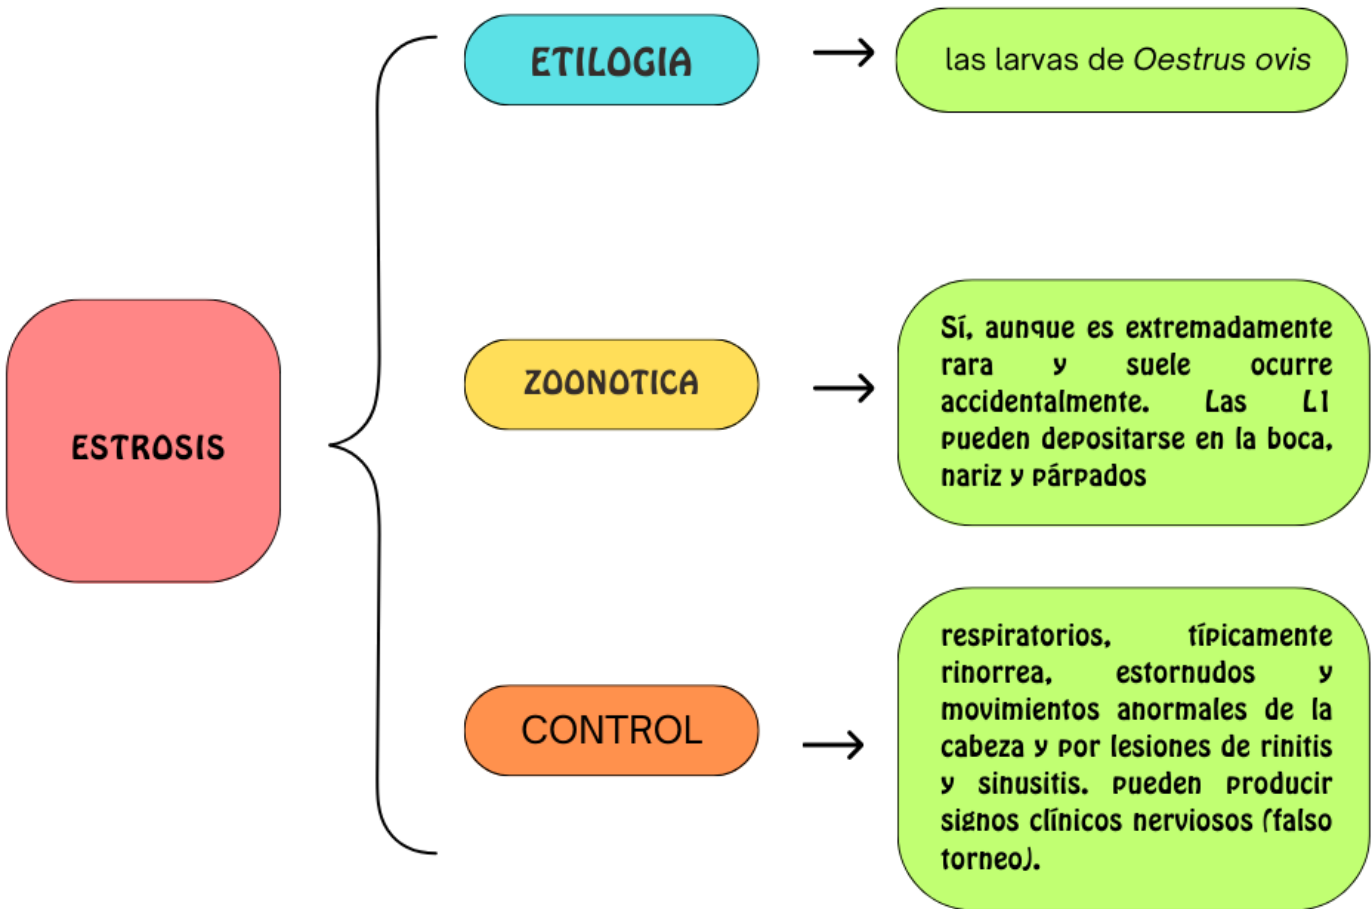 ETILOGIA
las larvas de Oestrus ovis
ESTROSIS
ZOONOTICA
Sí, aunque es extremadamente
rara y suele ocurre
accidentalmente. Las L1
pueden depositarse en la boca,
nariz y párpados
CONTROL
respiratorios, típicamente
rinorrea, estornudos y
movimientos anormales de la
cabeza y por lesiones de rinitis
y sinusitis. pueden producir
signos clínicos nerviosos (falso
torneo).